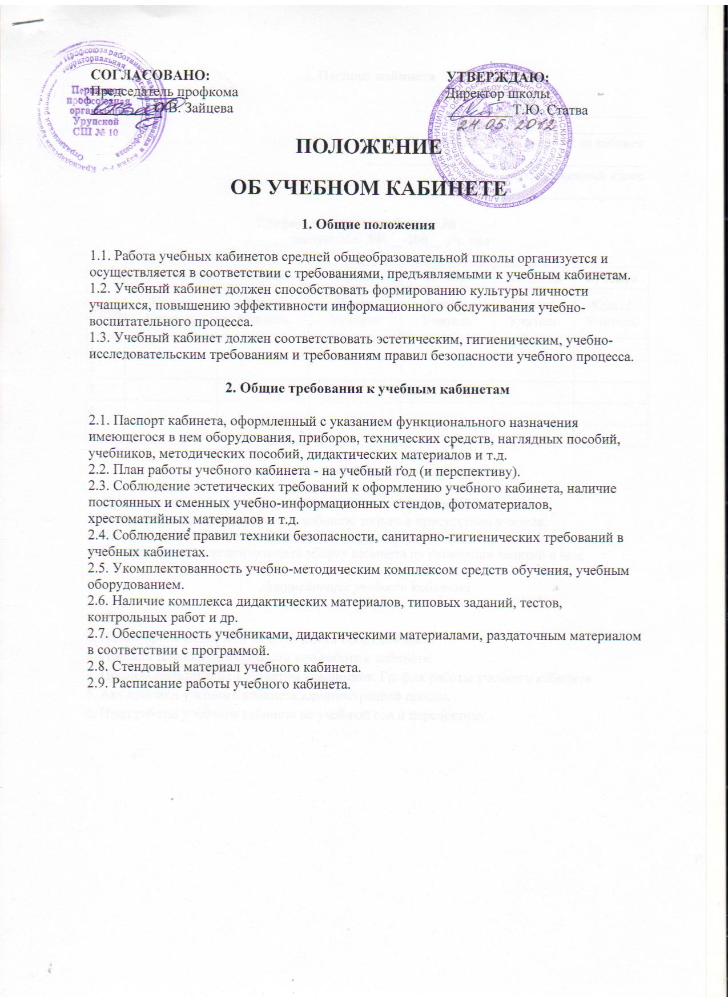 СОГЛАСОВАНО:
Председатель профкома
О.В. Зайцева
Первичная
профсоюзная
организация
Урупской
СШ № 10
УТВЕРЖДАЮ:
Директор школы
Т.Ю. Статва
24.05.2012
ПОЛОЖЕНИЕ
ОБ УЧЕБНОМ КАБИНЕТЕ
1. Общие положения
1.1. Работа учебных кабинетов средней общеобразовательной школы организуется и
осуществляется в соответствии с требованиями, предъявляемыми к учебным кабинетам.
1.2. Учебный кабинет должен способствовать формированию культуры личности
учащихся, повышению эффективности информационного обслуживания учебно-
воспитательного процесса.
1.3. Учебный кабинет должен соответствовать эстетическим, гигиеническим, учебно-
исследовательским требованиям и требованиям правил безопасности учебного процесса.
2. Общие требования к учебным кабинетам
2.1. Паспорт кабинета, оформленный с указанием функционального назначения
имеющегося в нем оборудования, приборов, технических средств, наглядных пособий,
учебников, методических пособий, дидактических материалов и т.д.
2.2. План работы учебного кабинета - на учебный год (и перспективу).
2.3. Соблюдение эстетических требований к оформлению учебного кабинета, наличие
постоянных и сменных учебно-информационных стендов, фотоматериалов,
хрестоматийных материалов и т.д.
2.4. Соблюдение правил техники безопасности, санитарно-гигиенических требований в
учебных кабинетах.
2.5. Укомплектованность учебно-методическим комплексом средств обучения, учебным
оборудованием.
2.6. Наличие комплекса дидактических материалов, типовых заданий, тестов,
контрольных работ и др.
2.7. Обеспеченность учебниками, дидактическими материалами, раздаточным материалом
в соответствии с программой.
2.8. Стендовый материал учебного кабинета.
2.9. Расписание работы учебного кабинета.